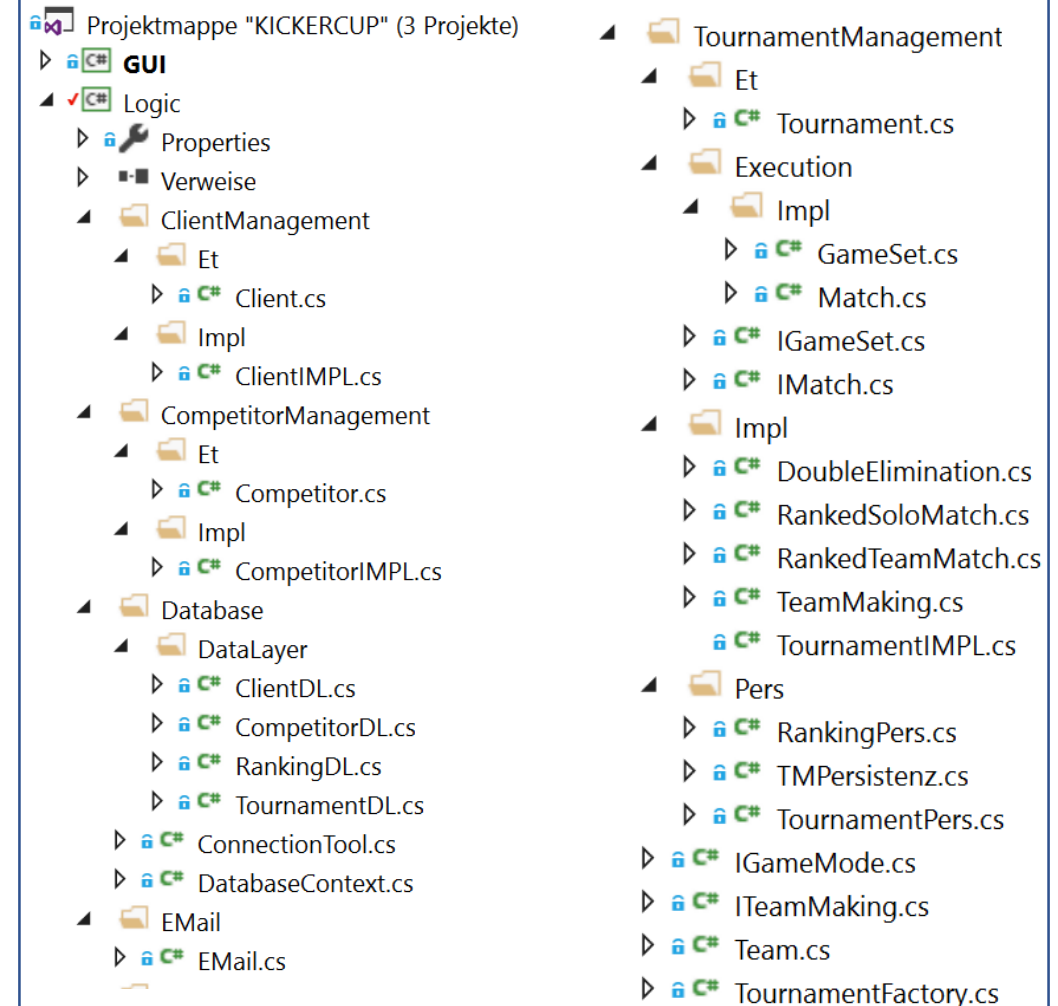 Projektmappe "KICKERCUP" (3 Projekte)
C# GUI
C# Logic
Properties
Verweise
ClientManagement
Et
C# Client.cs
Impl
C# ClientIMPL.cs
CompetitorManagement
Et
C# Competitor.cs
Impl
C# CompetitorIMPL.cs
Database
DataLayer
C# ClientDL.cs
C# CompetitorDL.cs
C# RankingDL.cs
C# TournamentDL.cs
C# ConnectionTool.cs
C# DatabaseContext.cs
EMail
C# EMail.cs
TournamentManagement
Et
C# Tournament.cs
Execution
Impl
C# GameSet.cs
C# Match.cs
C# IGameSet.cs
C# IMatch.cs
Impl
C# DoubleElimination.cs
C# RankedSoloMatch.cs
C# RankedTeamMatch.cs
C# TeamMaking.cs
C# TournamentIMPL.cs
Pers
C# RankingPers.cs
C# TMPersistenz.cs
C# TournamentPers.cs
C# IGameMode.cs
C# ITeamMaking.cs
C# Team.cs
C# TournamentFactory.cs